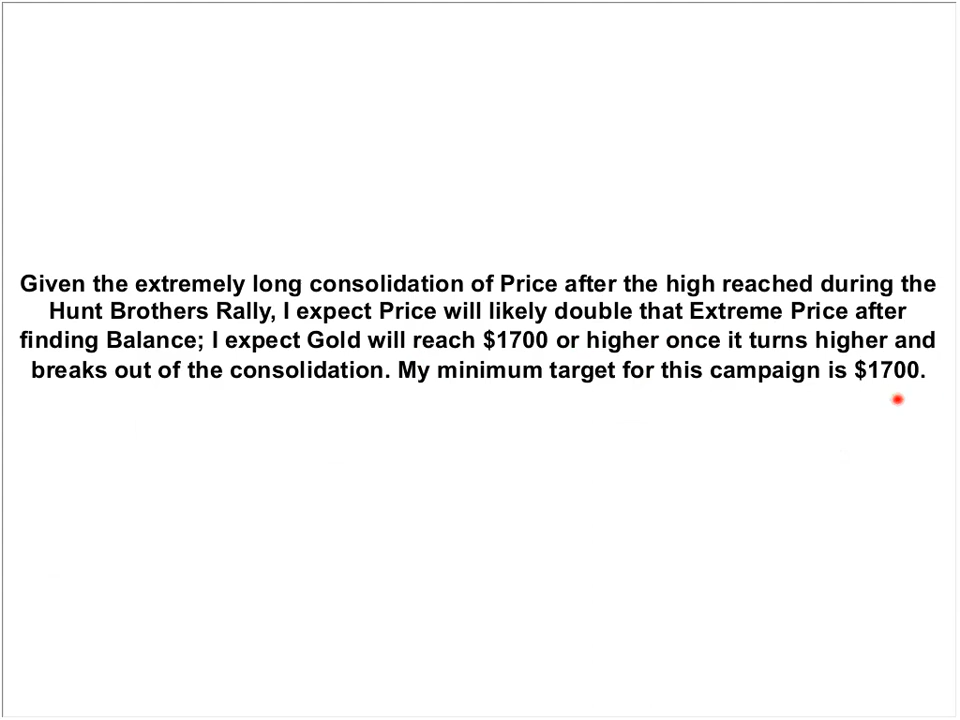 Given the extremely long consolidation of Price after the high reached during the
Hunt Brothers Rally, I expect Price will likely double that Extreme Price after
finding Balance; I expect Gold will reach $1700 or higher once it turns higher and
breaks out of the consolidation. My minimum target for this campaign is $1700.